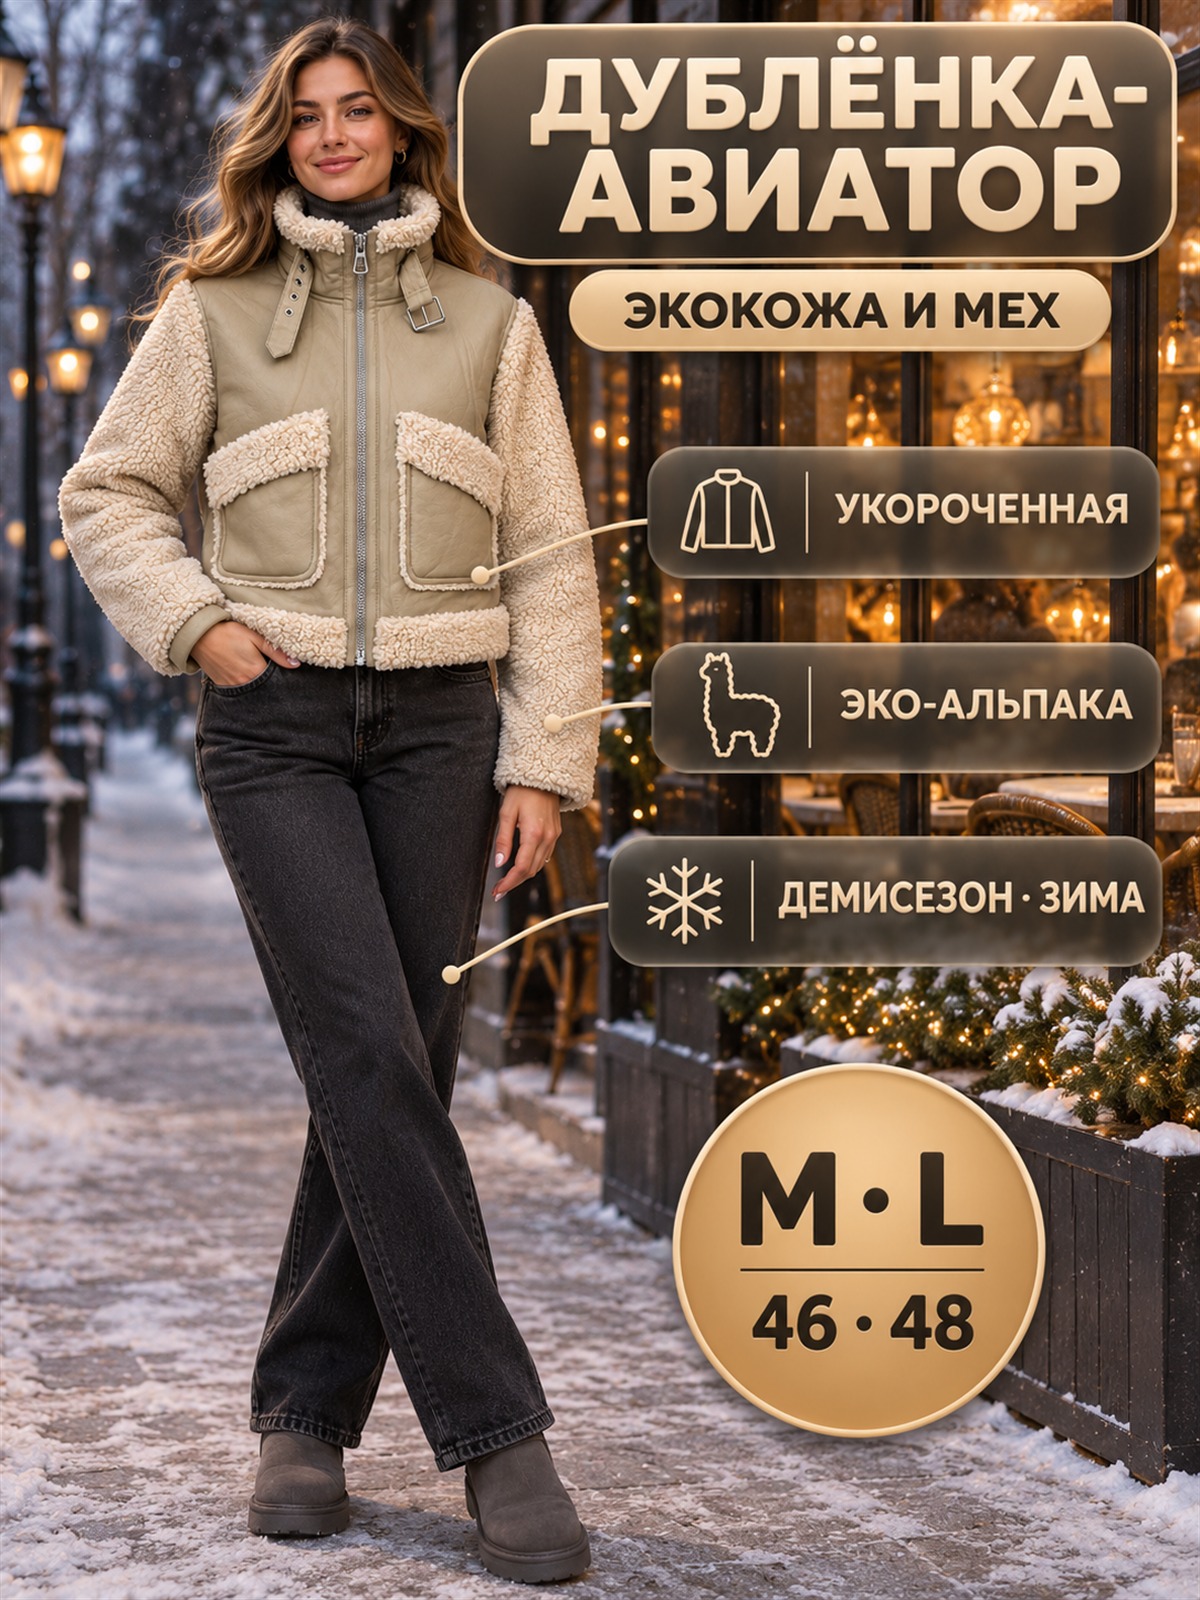 ДУБЛЁНКА-
АВИАТОР
ЭКОКОЖА И МЕХ
УКОРОЧЕННАЯ
ЭКО-АЛЬПАКА
ДЕМИСЕЗОН · ЗИМА
M · L
46 · 48